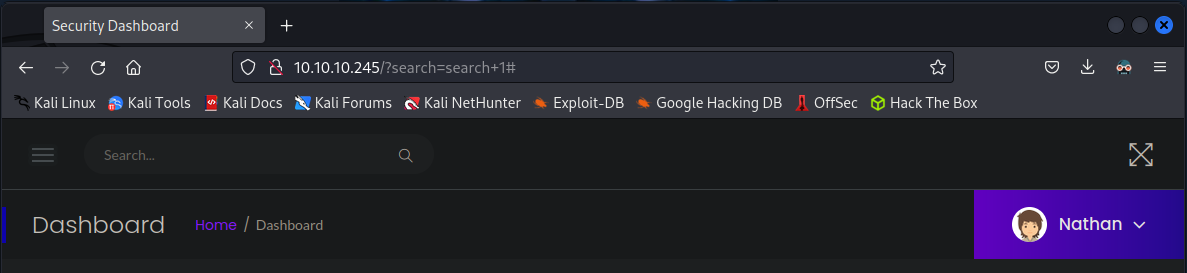 Security Dashboard
10.10.10.245/?search=search+1#
Kali Linux Kali Tools Kali Docs Kali Forums Kali NetHunter Exploit-DB Google Hacking DB OffSec Hack The Box
Search...
Dashboard Home / Dashboard Nathan